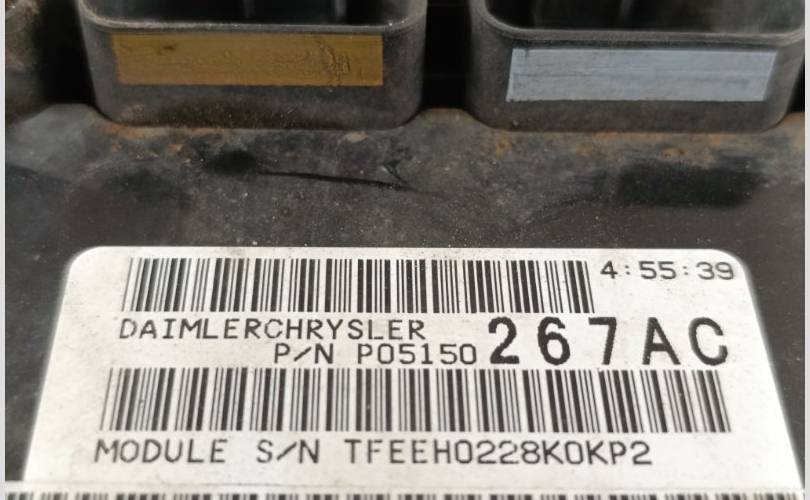 4:55:39
DAIMLERCHRYSLER
P/N P05150 267AC
MODULE S/N TFEEH0228K0KP2